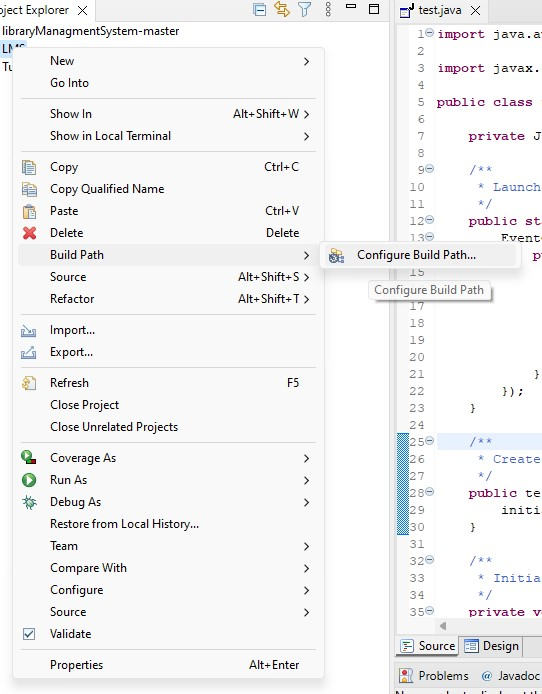 oject Explorer
libraryManagmentSystem-master
LMS
Tu
New
Go Into
Show In Alt+Shift+W
Show in Local Terminal
Copy Ctrl+C
Copy Qualified Name
Paste Ctrl+V
Delete Delete
Build Path
Source Alt+Shift+S
Refactor Alt+Shift+T
Import...
Export...
Refresh F5
Close Project
Close Unrelated Projects
Coverage As
Run As
Debug As
Restore from Local History...
Team
Compare With
Configure
Source
Validate
Properties Alt+Enter
Configure Build Path...
Configure Build Path
test.java
1 import java.a
2
3 import javax.
4
5 public class
6
7 private J
8
9 /**
10 * Launch
11 */
12 public sta
13 Event
14 p
15
18
19
20
21 }
22 });
23 }
24
25 /**
26 * Create
27 */
28 public te
29 initi
30 }
31
32 /**
33 * Initia
34 */
35 private v
Source Design
Problems @ Javadoc